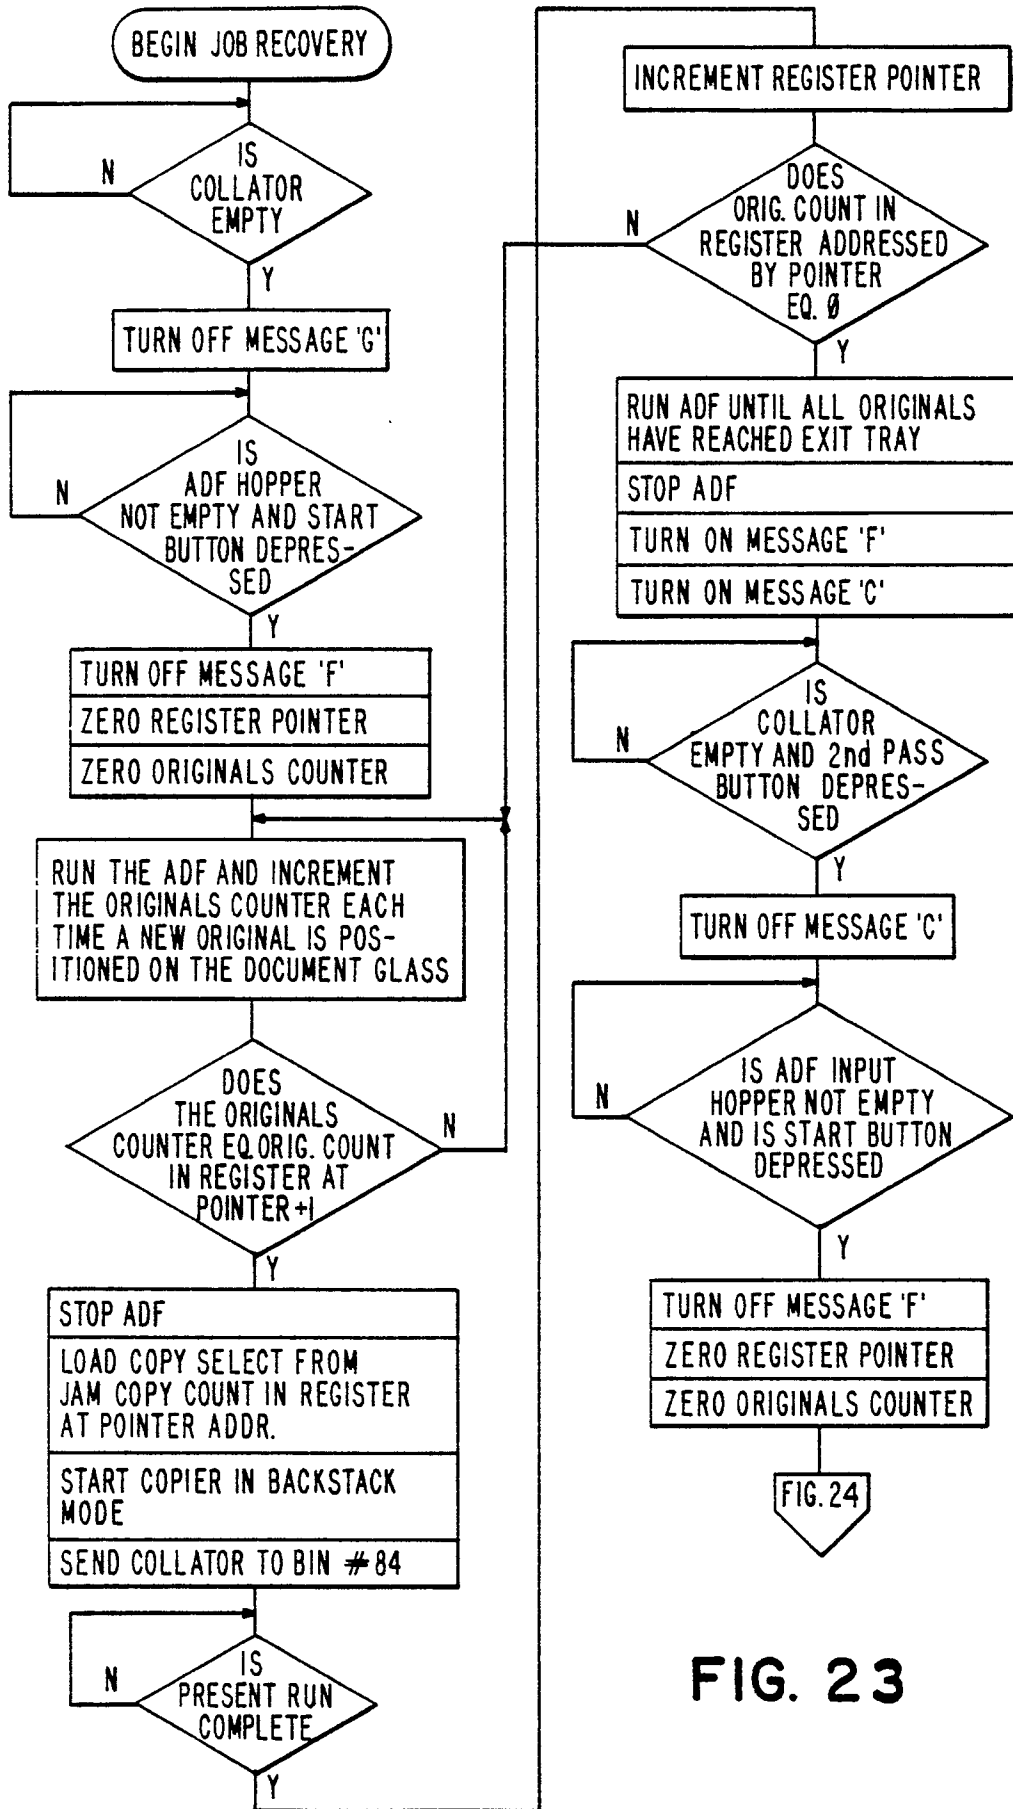 BEGIN JOB RECOVERY
IS
COLLATOR
EMPTY
N
Y
TURN OFF MESSAGE 'G'
IS
ADF HOPPER
NOT EMPTY AND START
BUTTON DEPRES-
SED
N
Y
TURN OFF MESSAGE 'F'
ZERO REGISTER POINTER
ZERO ORIGINALS COUNTER
RUN THE ADF AND INCREMENT
THE ORIGINALS COUNTER EACH
TIME A NEW ORIGINAL IS POS-
ITIONED ON THE DOCUMENT GLASS
DOES
THE ORIGINALS
COUNTER EQ. ORIG. COUNT
IN REGISTER AT
POINTER +1
N
Y
STOP ADF
LOAD COPY SELECT FROM
JAM COPY COUNT IN REGISTER
AT POINTER ADDR.
START COPIER IN BACKSTACK
MODE
SEND COLLATOR TO BIN #84
IS
PRESENT RUN
COMPLETE
N
Y
INCREMENT REGISTER POINTER
DOES
ORIG. COUNT IN
REGISTER ADDRESSED
BY POINTER
EQ. Ø
N
Y
RUN ADF UNTIL ALL ORIGINALS
HAVE REACHED EXIT TRAY
STOP ADF
TURN ON MESSAGE 'F'
TURN ON MESSAGE 'C'
IS
COLLATOR
EMPTY AND 2nd PASS
BUTTON DEPRES-
SED
N
Y
TURN OFF MESSAGE 'C'
IS ADF INPUT
HOPPER NOT EMPTY
AND IS START BUTTON
DEPRESSED
N
Y
TURN OFF MESSAGE 'F'
ZERO REGISTER POINTER
ZERO ORIGINALS COUNTER
FIG. 24
FIG. 23